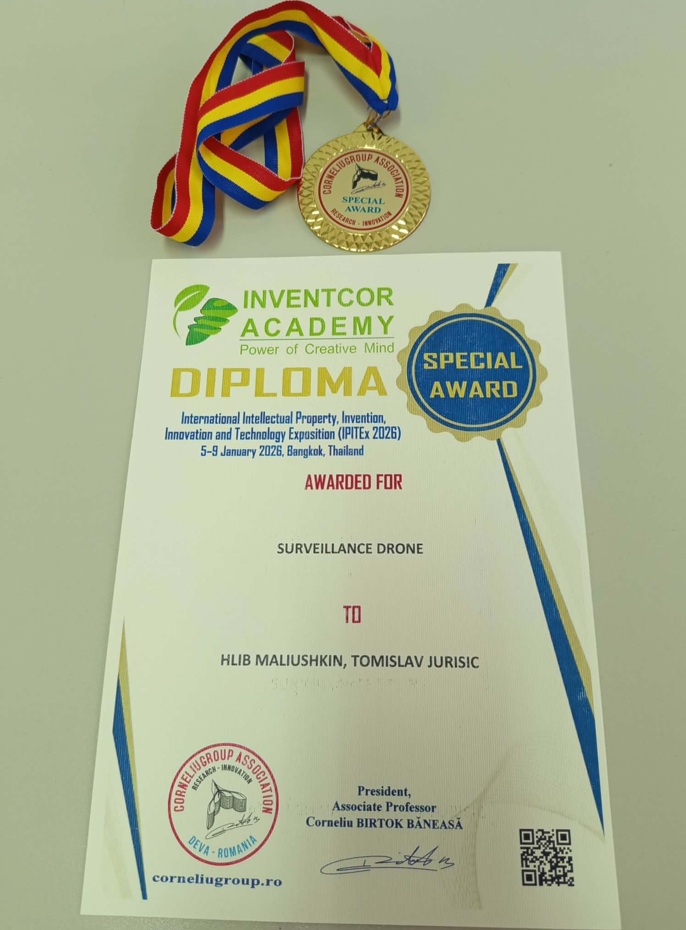 CORNELIUGROUP ASSOCIATION
SPECIAL
AWARD
RESEARCH - INNOVATION
INVENTCOR
ACADEMY
Power of Creative Mind
DIPLOMA
SPECIAL
AWARD
International Intellectual Property, Invention,
Innovation and Technology Exposition (IPITEx 2026)
5-9 January 2026, Bangkok, Thailand
AWARDED FOR
SURVEILLANCE DRONE
TO
HLIB MALIUSHKIN, TOMISLAV JURISIC
CORNELIUGROUP ASSOCIATION
RESEARCH - INNOVATION
DEVA - ROMANIA
corneliugroup.ro
President,
Associate Professor
Corneliu BIRTOK BĂNEASĂ